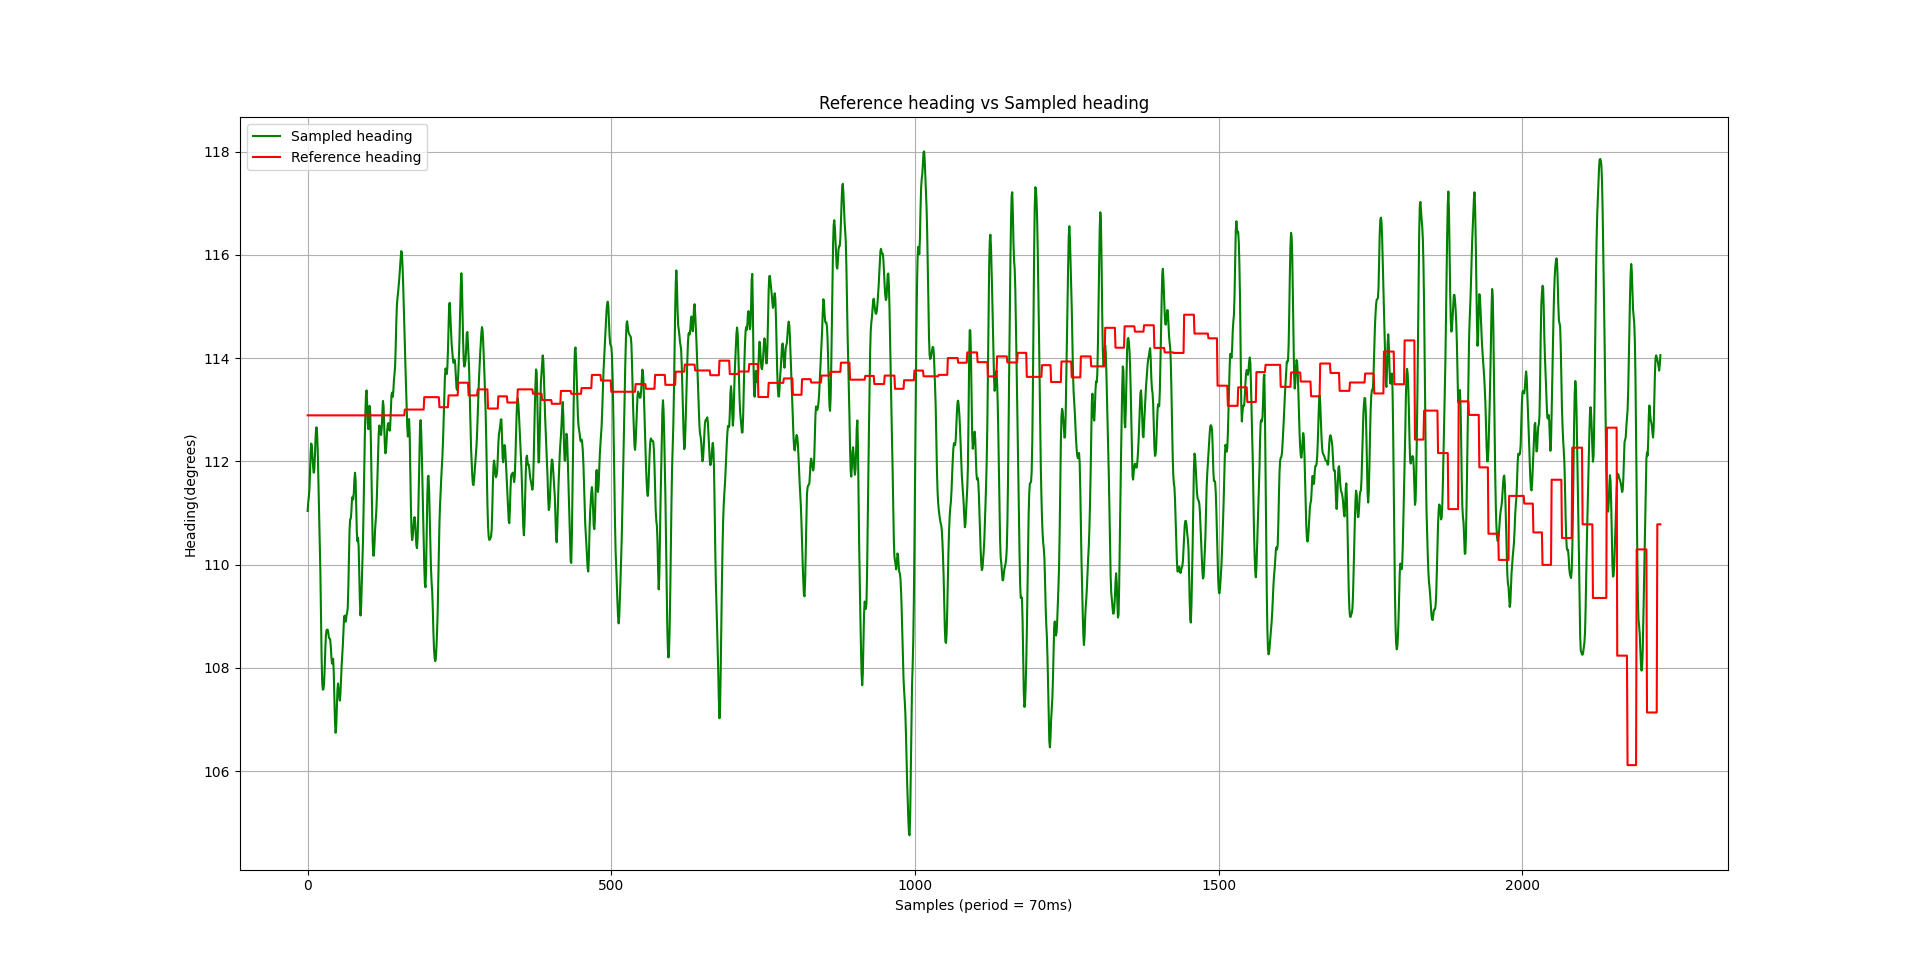 Reference heading vs Sampled heading
Sampled heading
Reference heading
118
116
114
112
110
108
106
Heading(degrees)
0 500 1000 1500 2000
Samples (period = 70ms)